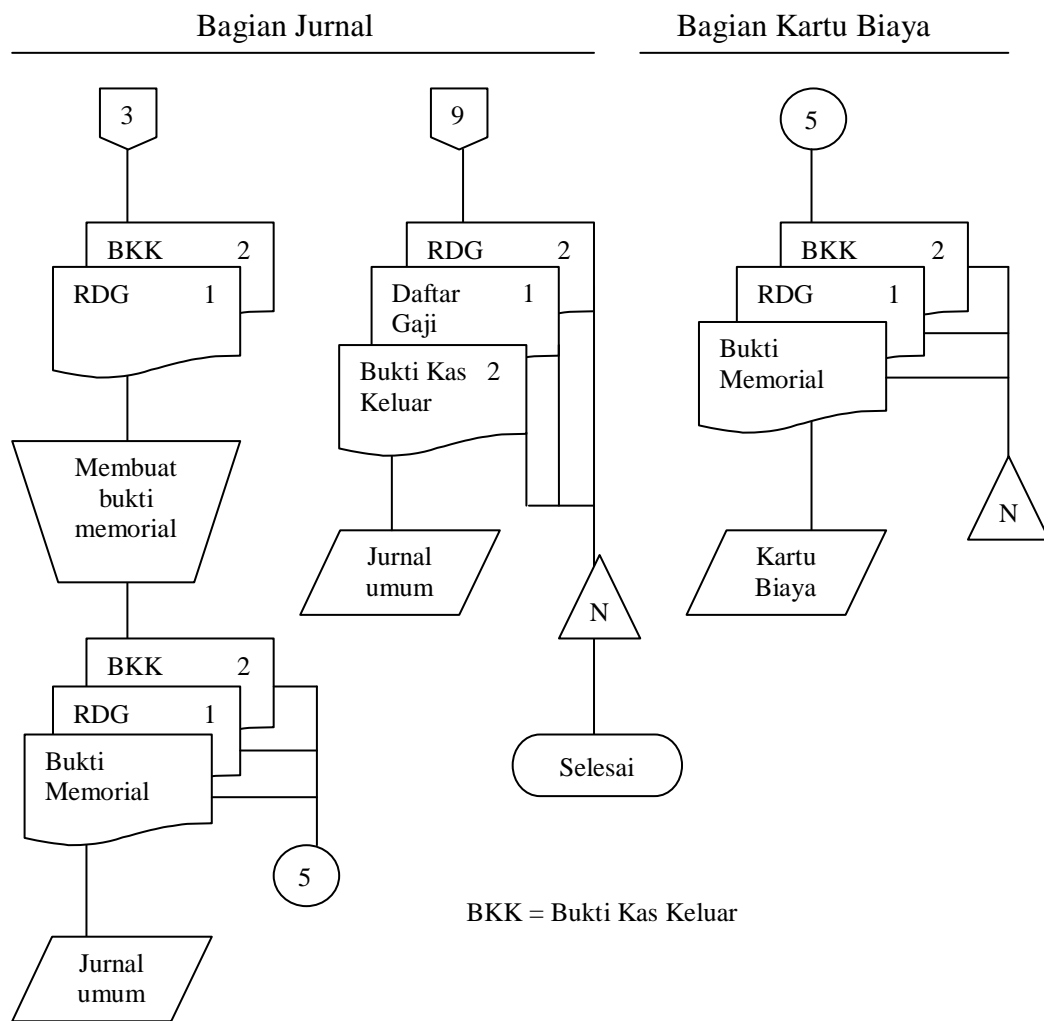 Bagian Jurnal
Bagian Kartu Biaya
3
9
5
BKK 2
RDG 1
RDG 2
Daftar 1
Gaji
Bukti Kas 2
Keluar
BKK 2
RDG 1
Bukti
Memorial
Membuat
bukti
memorial
Jurnal
umum
N
Kartu
Biaya
N
BKK 2
RDG 1
Bukti
Memorial
Selesai
5
BKK = Bukti Kas Keluar
Jurnal
umum